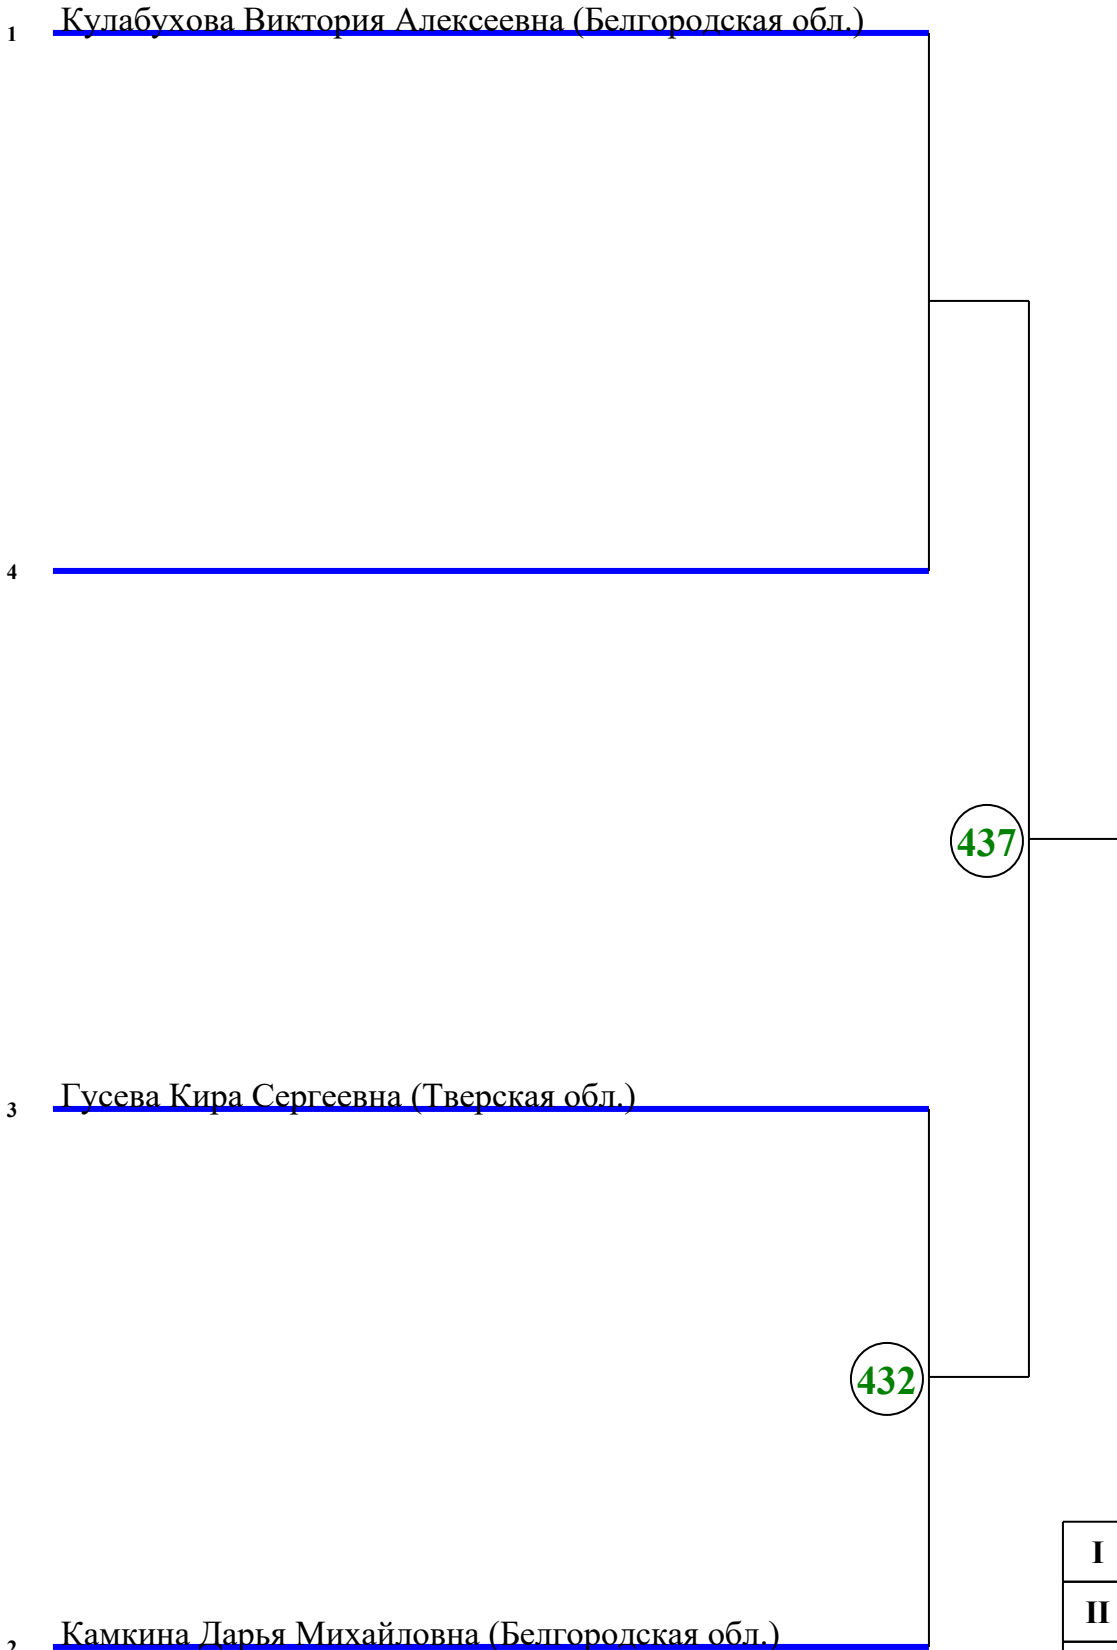 1 Кулабухова Виктория Алексеевна (Белгородская обл.)
4
437
3 Гусева Кира Сергеевна (Тверская обл.)
432
I
II
2 Камкина Дарья Михайловна (Белгородская обл.)